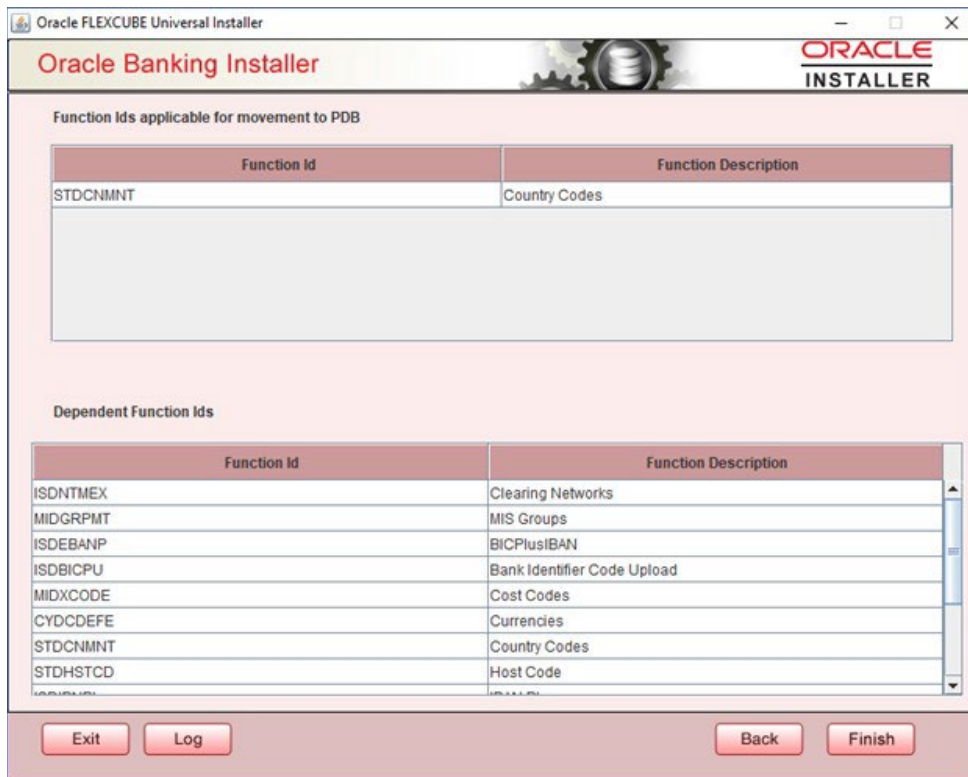 Oracle FLEXCUBE Universal Installer
Oracle Banking Installer
ORACLE
INSTALLER
Function Ids applicable for movement to PDB
Function Id Function Description
STDCNMNT Country Codes
Dependent Function Ids
Function Id Function Description
ISDNTMEX Clearing Networks
MIDGRPMT MIS Groups
ISDEBANP BICPlusIBAN
ISDBICPU Bank Identifier Code Upload
MIDXCODE Cost Codes
CYDCDEFE Currencies
STDCNMNT Country Codes
STDHSTCD Host Code
Exit Log Back Finish